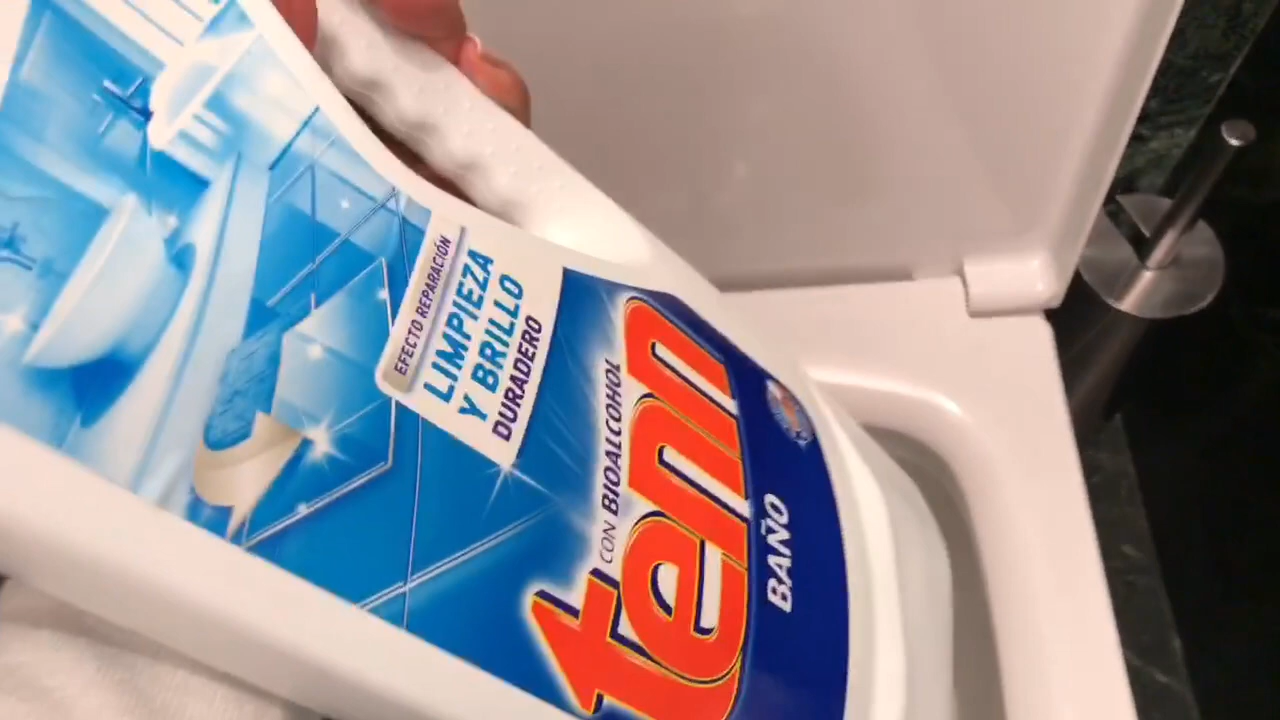 EFECTO REPARACIÓN
LIMPIEZA
Y BRILLO
DURADERO
CON BIOALCOHOL
tenn
BAÑO